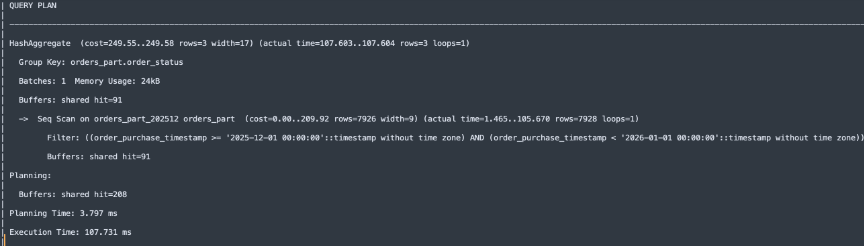 QUERY PLAN
HashAggregate  (cost=249.55..249.58 rows=3 width=17) (actual time=107.603..107.604 rows=3 loops=1)
  Group Key: orders_part.order_status
  Batches: 1  Memory Usage: 24kB
  Buffers: shared hit=91
  ->  Seq Scan on orders_part_202512 orders_part  (cost=0.00..209.92 rows=7926 width=9) (actual time=1.465..105.670 rows=7928 loops=1)
        Filter: ((order_purchase_timestamp >= '2025-12-01 00:00:00'::timestamp without time zone) AND (order_purchase_timestamp < '2026-01-01 00:00:00'::timestamp without time zone))
        Buffers: shared hit=91
Planning:
  Buffers: shared hit=208
Planning Time: 3.797 ms
Execution Time: 107.731 ms